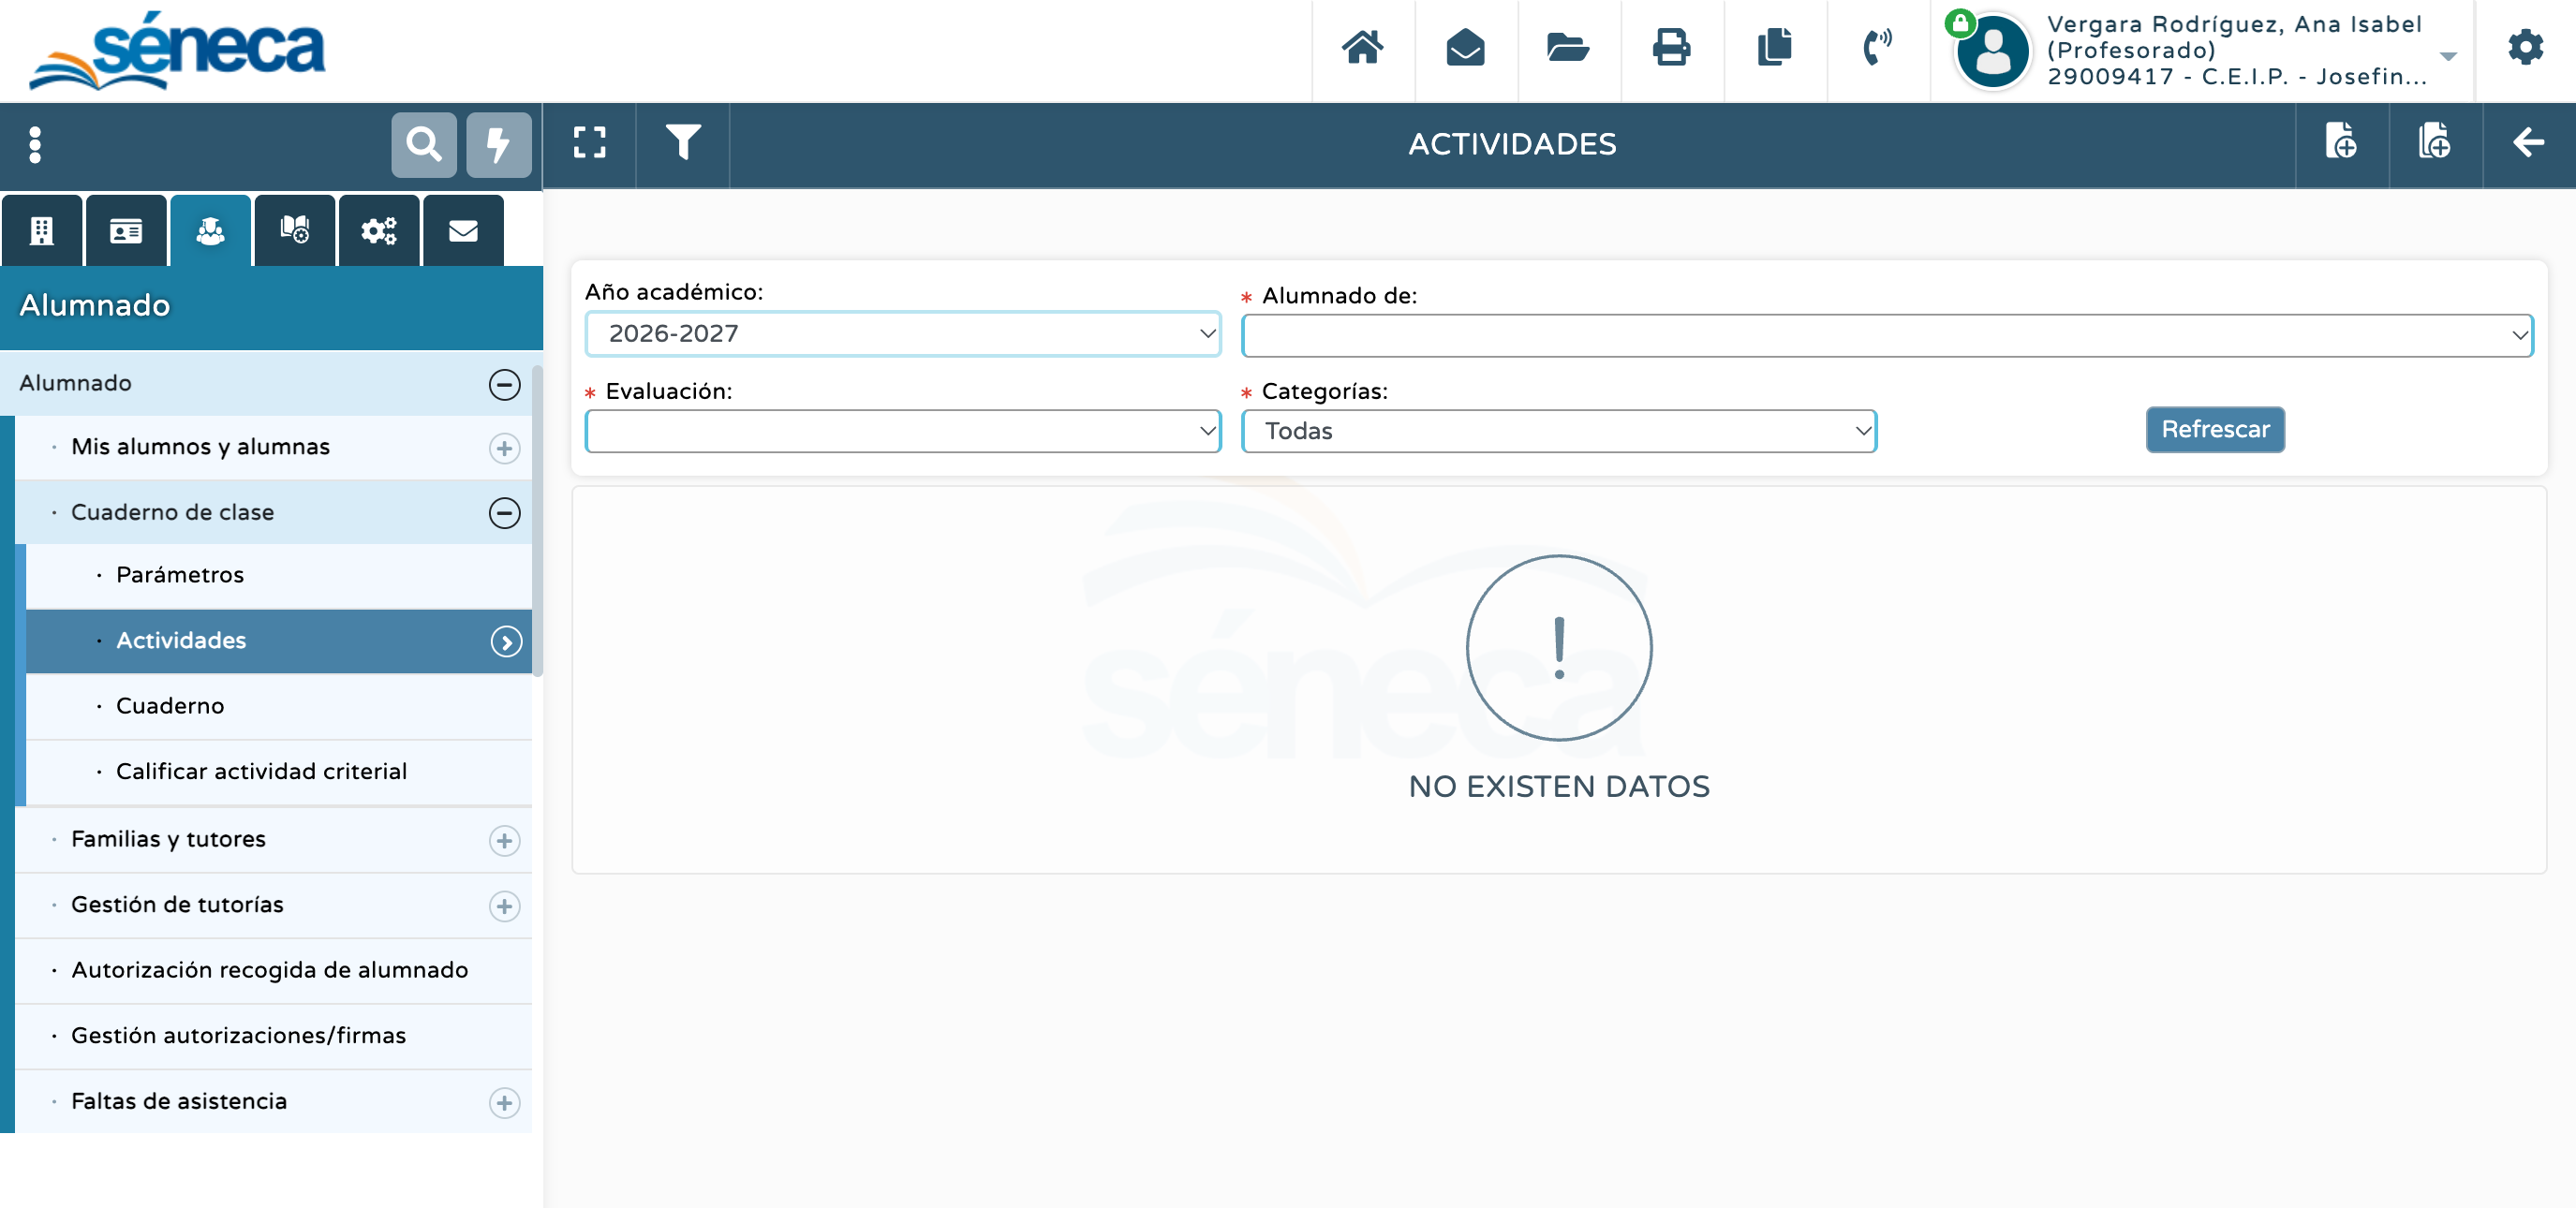 séneca
Vergara Rodríguez, Ana Isabel
(Profesorado)
29009417 - C.E.I.P. - Josefin...
ACTIVIDADES
Alumnado
Alumnado
Mis alumnos y alumnas
Cuaderno de clase
Parámetros
Actividades
Cuaderno
Calificar actividad criterial
Familias y tutores
Gestión de tutorías
Autorización recogida de alumnado
Gestión autorizaciones/firmas
Faltas de asistencia
Año académico:
2026-2027
* Alumnado de:
* Evaluación:
* Categorías:
Todas
Refrescar
séneca
!
NO EXISTEN DATOS